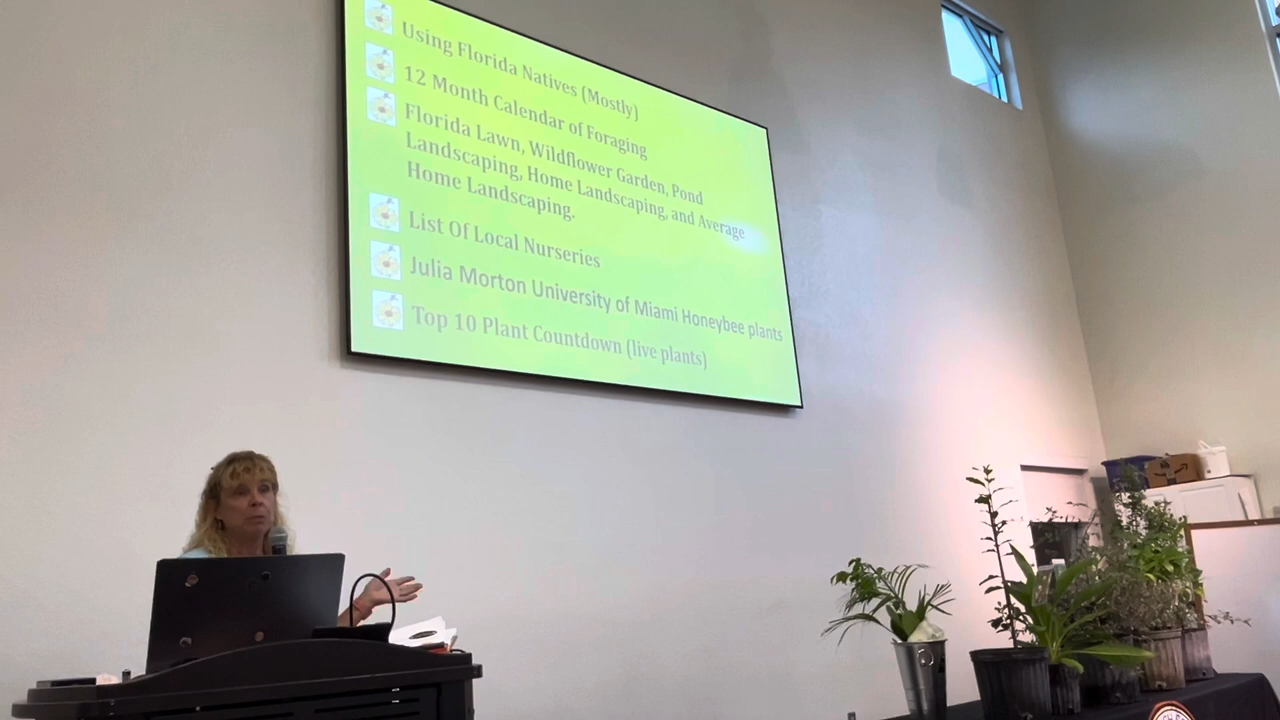 Using Florida Natives (Mostly)
12 Month Calendar of Foraging
Florida Lawn, Wildflower Garden, Pond
Landscaping, Home Landscaping, and Average
Home Landscaping.
List Of Local Nurseries
Julia Morton University of Miami Honeybee plants
Top 10 Plant Countdown (live plants)